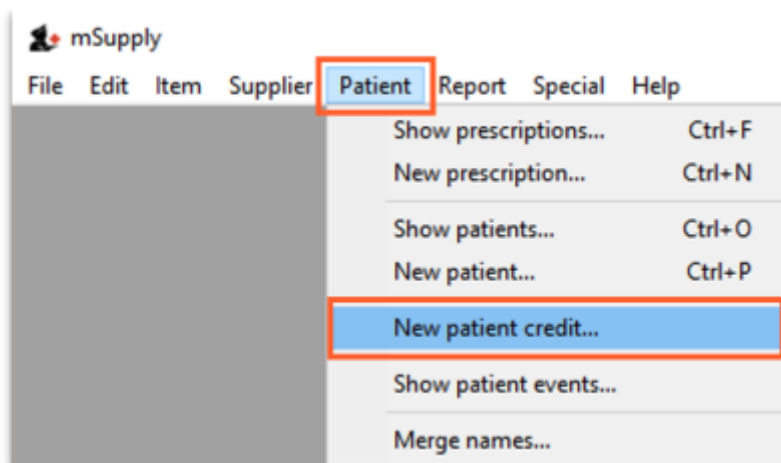 mSupply
File Edit Item Supplier Patient Report Special Help
Show prescriptions... Ctrl+F
New prescription... Ctrl+N
Show patients... Ctrl+O
New patient... Ctrl+P
New patient credit...
Show patient events...
Merge names...